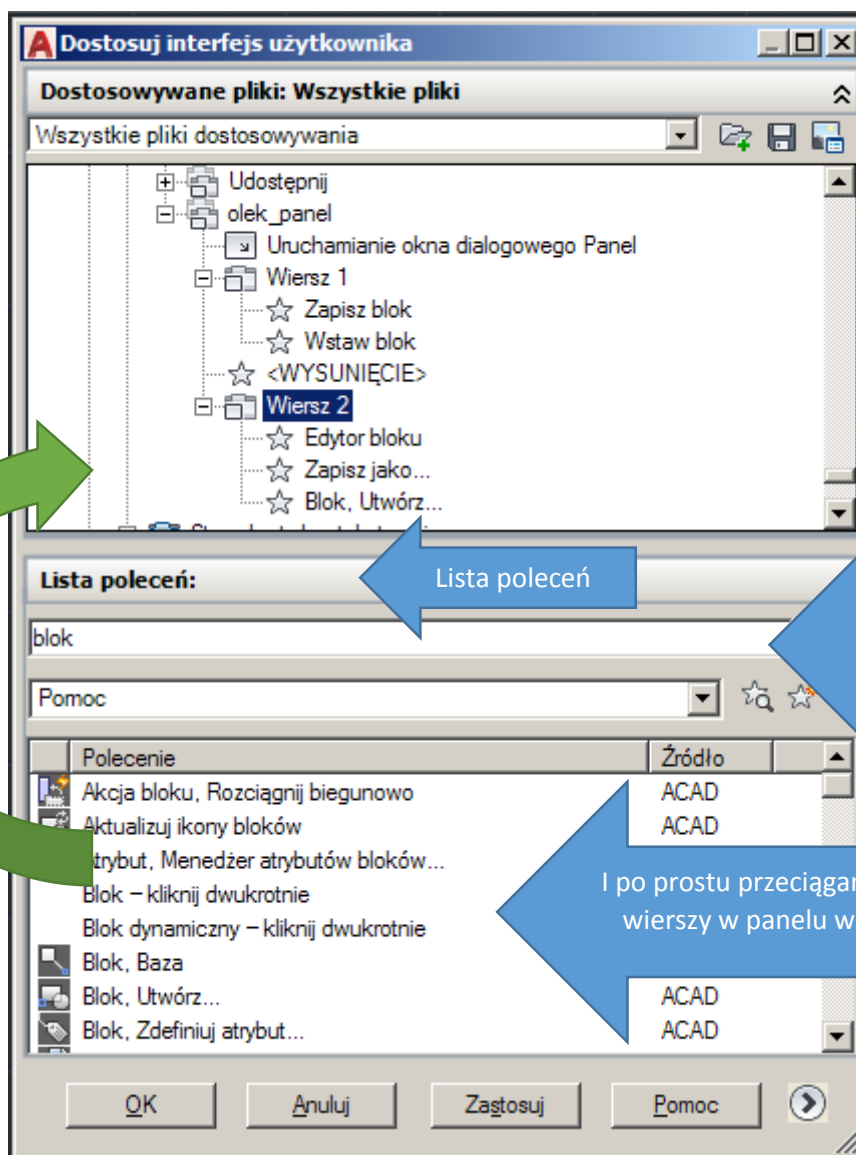 Dostosuj interfejs użytkownika
Dostosowywane pliki: Wszystkie pliki
Wszystkie pliki dostosowywania
Udostępnij
olek_panel
Uruchamianie okna dialogowego Panel
Wiersz 1
Zapisz blok
Wstaw blok
<WYSUNIĘCIE>
Wiersz 2
Edytor bloku
Zapisz jako...
Blok, Utwórz...
Lista poleceń:
Lista poleceń
blok
Pomoc
Polecenie Źródło
Akcja bloku, Rozciągnij biegunowo ACAD
Aktualizuj ikony bloków ACAD
trybut, Menedżer atrybutów bloków...
I po prostu przeciągan
Blok – kliknij dwukrotnie
wierszy w panelu w
Blok dynamiczny – kliknij dwukrotnie
Blok, Baza
Blok, Utwórz... ACAD
Blok, Zdefiniuj atrybut... ACAD
OK Anuluj Zastosuj Pomoc